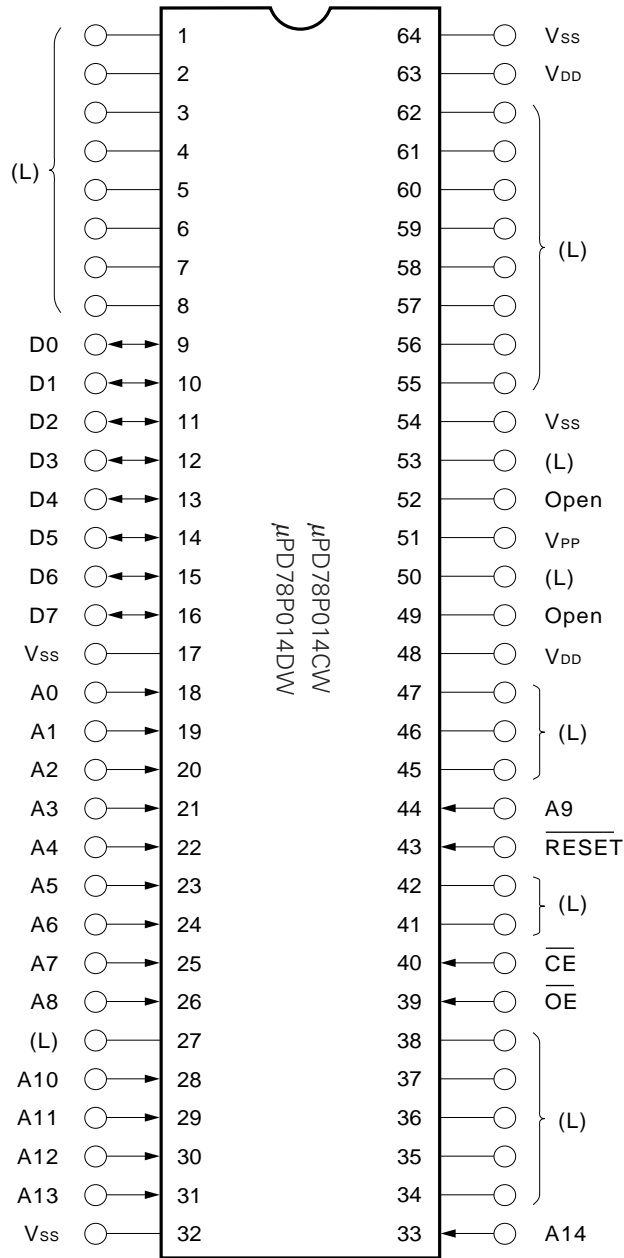 1 64 VSS
2 63 VDD
3 62
4 61
(L) 5 60
6 59 (L)
7 58
8 57
D0 9 56
D1 10 55
D2 11 54 VSS
D3 12 53 (L)
D4 13 52 Open
D5 14 51 VPP
D6 15 50 (L)
D7 16 49 Open
VSS 17 48 VDD
A0 18 47
A1 19 46 (L)
A2 20 45
A3 21 44 A9
A4 22 43 RESET
A5 23 42
A6 24 41 (L)
A7 25 40 CE
A8 26 39 OE
(L) 27 38
A10 28 37
A11 29 36 (L)
A12 30 35
A13 31 34
VSS 32 33 A14
µPD78P014CW
µPD78P014DW